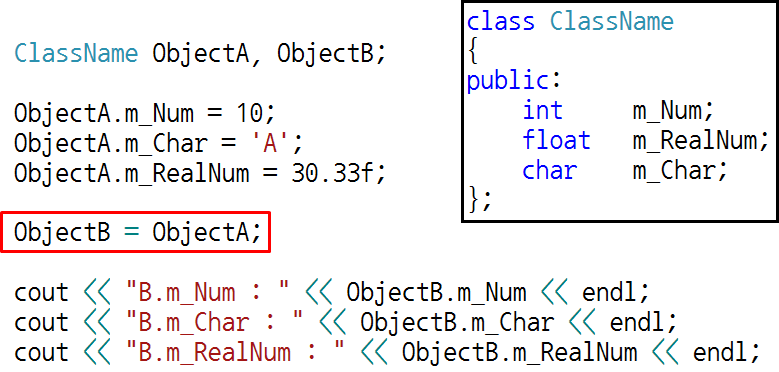 ClassName ObjectA, ObjectB;
ObjectA.m_Num = 10;
ObjectA.m_Char = 'A';
ObjectA.m_RealNum = 30.33f;
ObjectB = ObjectA;
cout << "B.m_Num : " << ObjectB.m_Num << endl;
cout << "B.m_Char : " << ObjectB.m_Char << endl;
cout << "B.m_RealNum : " << ObjectB.m_RealNum << endl;
class ClassName
{
public:
    int     m_Num;
    float   m_RealNum;
    char    m_Char;
};